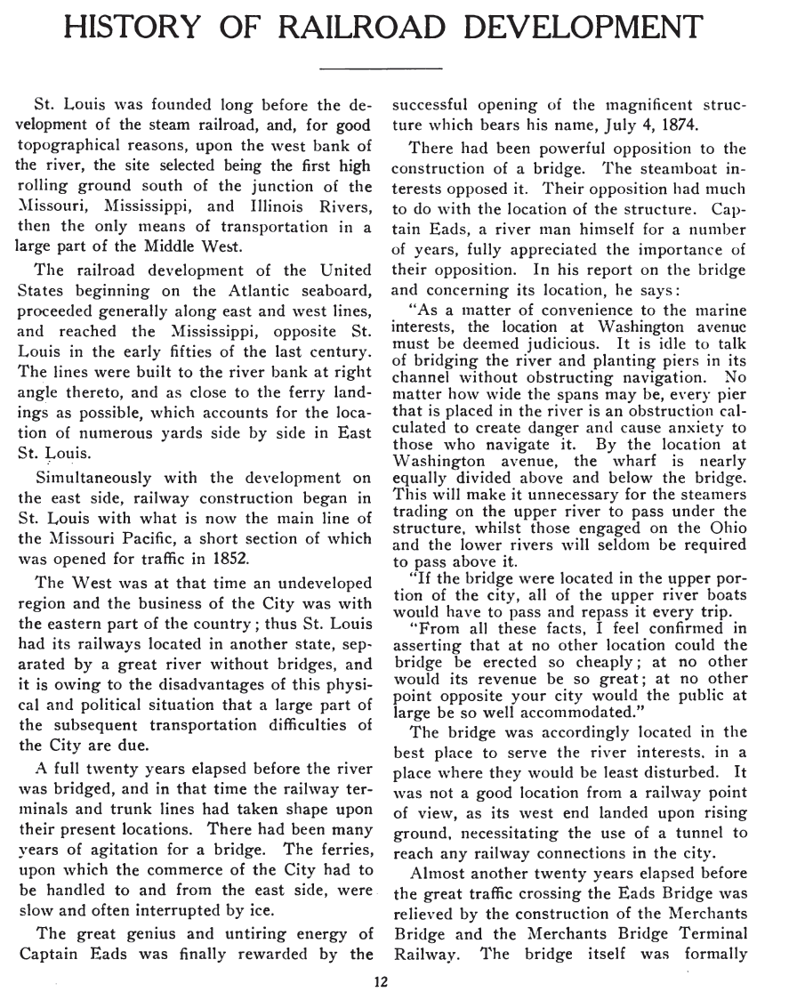 HISTORY OF RAILROAD DEVELOPMENT
St. Louis was founded long before the de-
velopment of the steam railroad, and, for good
topographical reasons, upon the west bank of
the river, the site selected being the first high
rolling ground south of the junction of the
Missouri, Mississippi, and Illinois Rivers,
then the only means of transportation in a
large part of the Middle West.
The railroad development of the United
States beginning on the Atlantic seaboard,
proceeded generally along east and west lines,
and reached the Mississippi, opposite St.
Louis in the early fifties of the last century.
The lines were built to the river bank at right
angle thereto, and as close to the ferry land-
ings as possible, which accounts for the loca-
tion of numerous yards side by side in East
St. Louis.
Simultaneously with the development on
the east side, railway construction began in
St. Louis with what is now the main line of
the Missouri Pacific, a short section of which
was opened for traffic in 1852.
The West was at that time an undeveloped
region and the business of the City was with
the eastern part of the country; thus St. Louis
had its railways located in another state, sep-
arated by a great river without bridges, and
it is owing to the disadvantages of this physi-
cal and political situation that a large part of
the subsequent transportation difficulties of
the City are due.
A full twenty years elapsed before the river
was bridged, and in that time the railway ter-
minals and trunk lines had taken shape upon
their present locations. There had been many
years of agitation for a bridge. The ferries,
upon which the commerce of the City had to
be handled to and from the east side, were
slow and often interrupted by ice.
The great genius and untiring energy of
Captain Eads was finally rewarded by the
successful opening of the magnificent struc-
ture which bears his name, July 4, 1874.
There had been powerful opposition to the
construction of a bridge. The steamboat in-
terests opposed it. Their opposition had much
to do with the location of the structure. Cap-
tain Eads, a river man himself for a number
of years, fully appreciated the importance of
their opposition. In his report on the bridge
and concerning its location, he says:
"As a matter of convenience to the marine
interests, the location at Washington avenue
must be deemed judicious. It is idle to talk
of bridging the river and planting piers in its
channel without obstructing navigation. No
matter how wide the spans may be, every pier
that is placed in the river is an obstruction cal-
culated to create danger and cause anxiety to
those who navigate it. By the location at
Washington avenue, the wharf is nearly
equally divided above and below the bridge.
This will make it unnecessary for the steamers
trading on the upper river to pass under the
structure, whilst those engaged on the Ohio
and the lower rivers will seldom be required
to pass above it.
"If the bridge were located in the upper por-
tion of the city, all of the upper river boats
would have to pass and repass it every trip.
"From all these facts, I feel confirmed in
asserting that at no other location could the
bridge be erected so cheaply; at no other
would its revenue be so great; at no other
point opposite your city would the public at
large be so well accommodated."
The bridge was accordingly located in the
best place to serve the river interests, in a
place where they would be least disturbed. It
was not a good location from a railway point
of view, as its west end landed upon rising
ground, necessitating the use of a tunnel to
reach any railway connections in the city.
Almost another twenty years elapsed before
the great traffic crossing the Eads Bridge was
relieved by the construction of the Merchants
Bridge and the Merchants Bridge Terminal
Railway. The bridge itself was formally
12